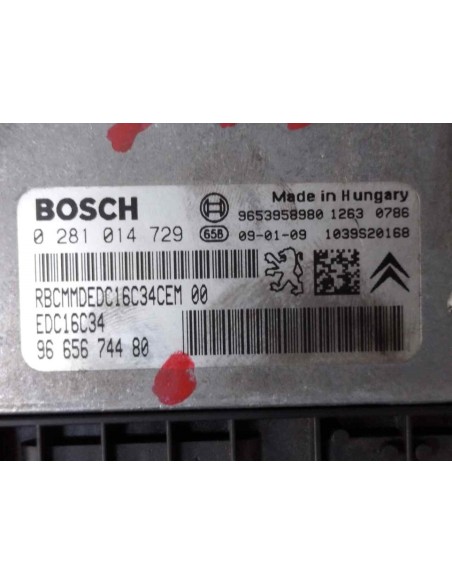 BOSCH
Made in Hungary
9653958980 1263 0786
0 281 014 729
658
09-01-09
1039S20168
RBCMMDEDC16C34CEM 00
EDC16C34
96 656 744 80